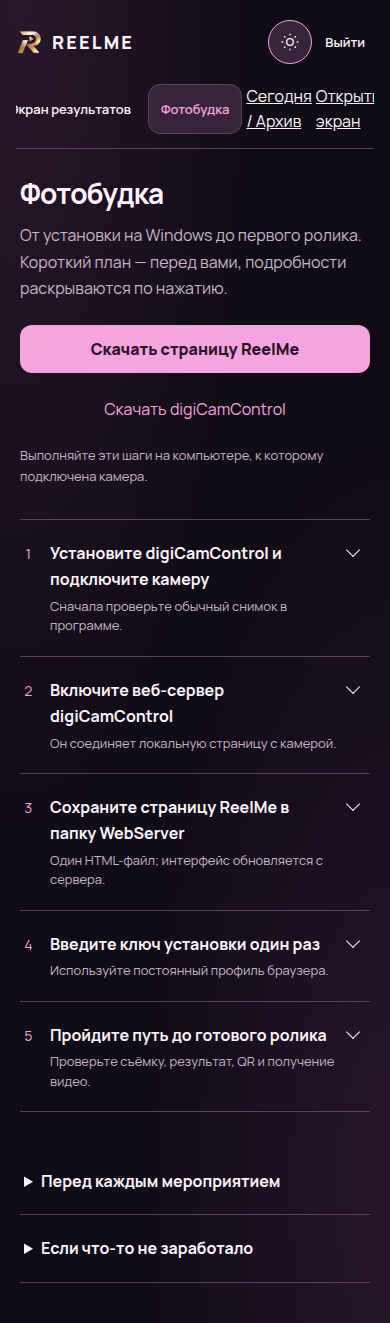 REELME
Выйти
Экран результатов
Фотобудка
Сегодня
/ Архив
экран
Фотобудка
От установки на Windows до первого ролика.
Короткий план — перед вами, подробности
раскрываются по нажатию.
Скачать страницу ReelMe
Скачать digiCamControl
Выполняйте эти шаги на компьютере, к которому
подключена камера.
1
Установите digiCamControl и
подключите камеру
Сначала проверьте обычный снимок в
программе.
2
Включите веб-сервер
digiCamControl
Он соединяет локальную страницу с камерой.
3
Сохраните страницу ReelMe в
папку WebServer
Один HTML-файл; интерфейс обновляется с
сервера.
4
Введите ключ установки один раз
Используйте постоянный профиль браузера.
5
Пройдите путь до готового ролика
Проверьте съёмку, результат, QR и получение
видео.
Перед каждым мероприятием
Если что-то не заработало